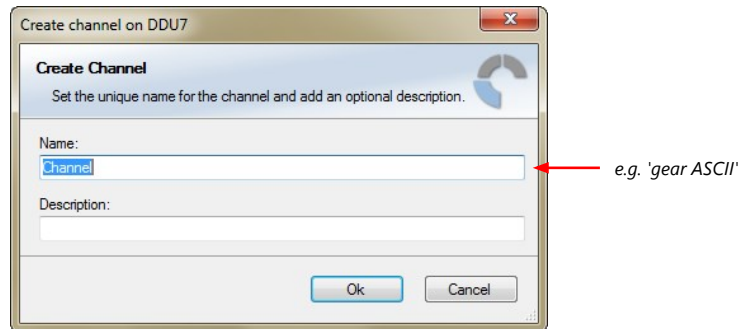 Create channel on DDU7
Create Channel
Set the unique name for the channel and add an optional description.
Name:
Channel
e.g. 'gear ASCII'
Description:
Ok
Cancel